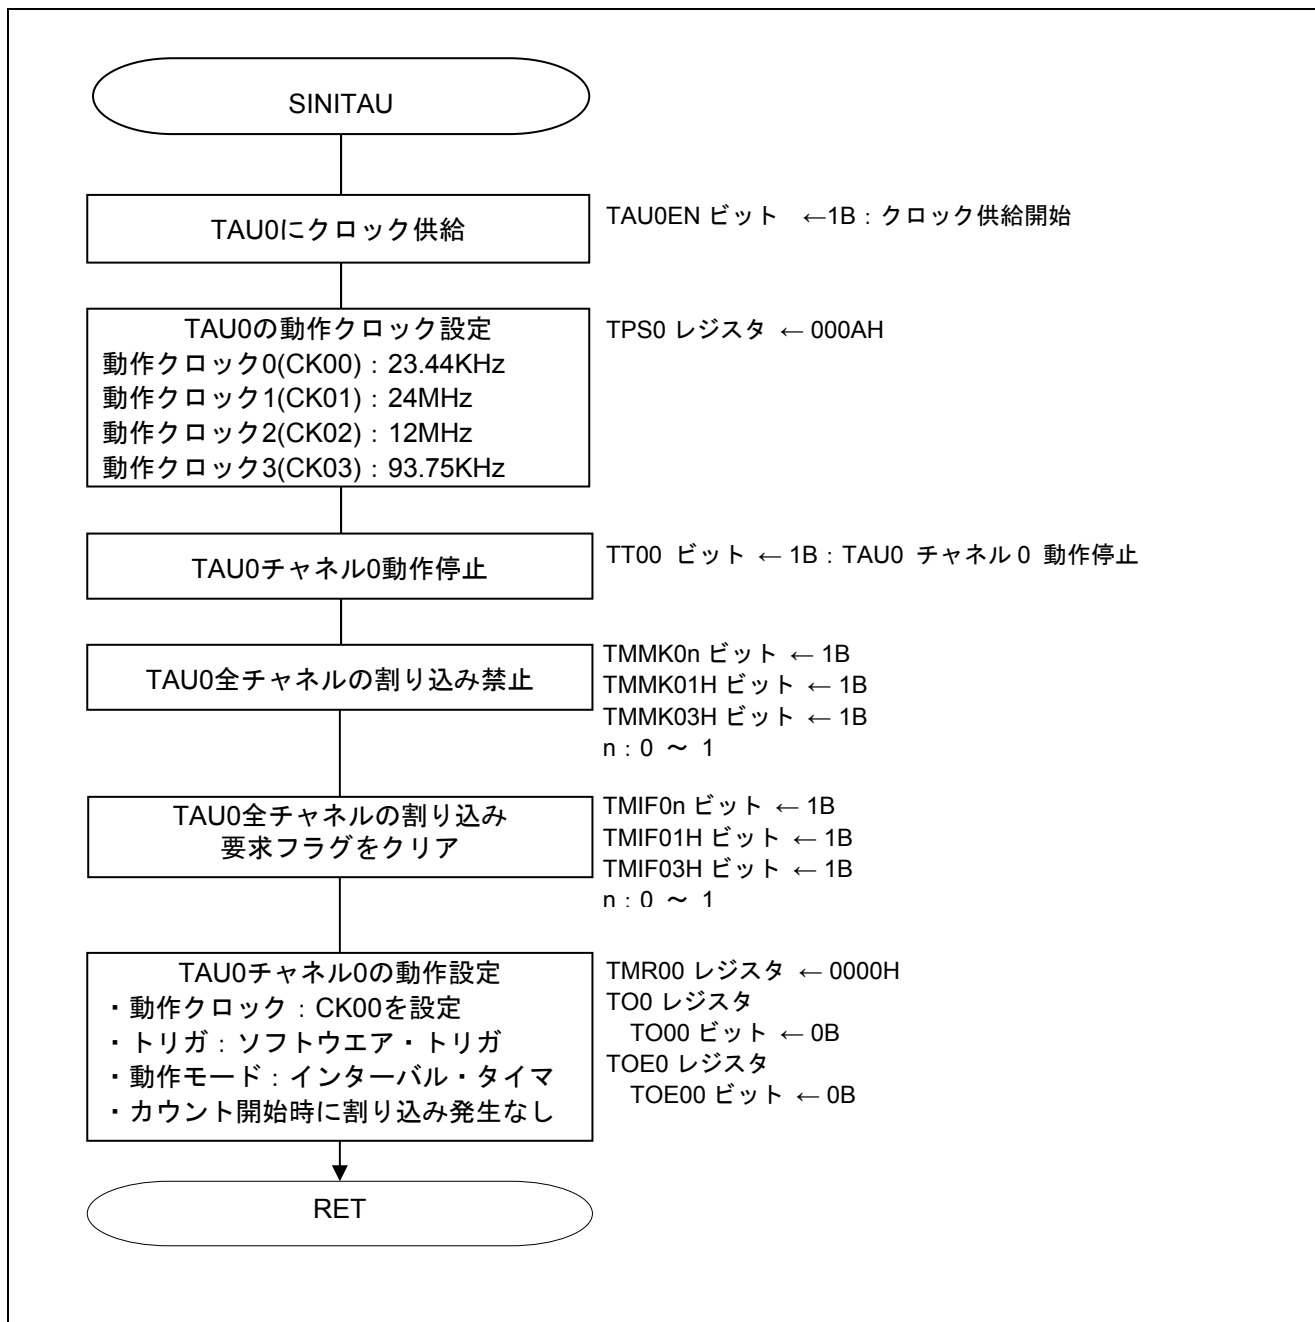 SINITAU
TAU0にクロック供給
TAU0EN ビット ←1B：クロック供給開始
TAU0の動作クロック設定
動作クロック0(CK00)：23.44KHz
動作クロック1(CK01)：24MHz
動作クロック2(CK02)：12MHz
動作クロック3(CK03)：93.75KHz
TPS0 レジスタ ← 000AH
TAU0チャネル0動作停止
TT00 ビット ← 1B：TAU0 チャネル 0 動作停止
TAU0全チャネルの割り込み禁止
TMMK0n ビット ← 1B
TMMK01H ビット ← 1B
TMMK03H ビット ← 1B
n：0 ～ 1
TAU0全チャネルの割り込み
要求フラグをクリア
TMIF0n ビット ← 1B
TMIF01H ビット ← 1B
TMIF03H ビット ← 1B
n：0 ～ 1
TAU0チャネル0の動作設定
・動作クロック：CK00を設定
・トリガ：ソフトウエア・トリガ
・動作モード：インターバル・タイマ
・カウント開始時に割り込み発生なし
TMR00 レジスタ ← 0000H
TO0 レジスタ
TO00 ビット ← 0B
TOE0 レジスタ
TOE00 ビット ← 0B
RET